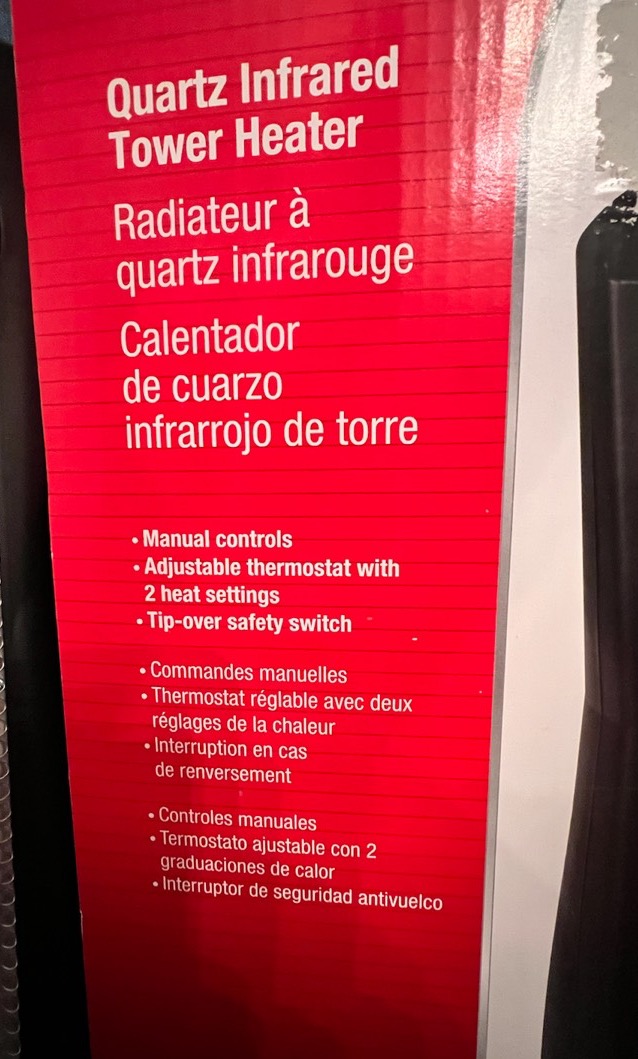 Quartz Infrared
Tower Heater
Radiateur à
quartz infrarouge
Calentador
de cuarzo
infrarrojo de torre
• Manual controls
• Adjustable thermostat with
2 heat settings
• Tip-over safety switch
• Commandes manuelles
• Thermostat réglable avec deux
réglages de la chaleur
• Interruption en cas
de renversement
• Controles manuales
• Termostato ajustable con 2
graduaciones de calor
• Interruptor de seguridad antivuelco